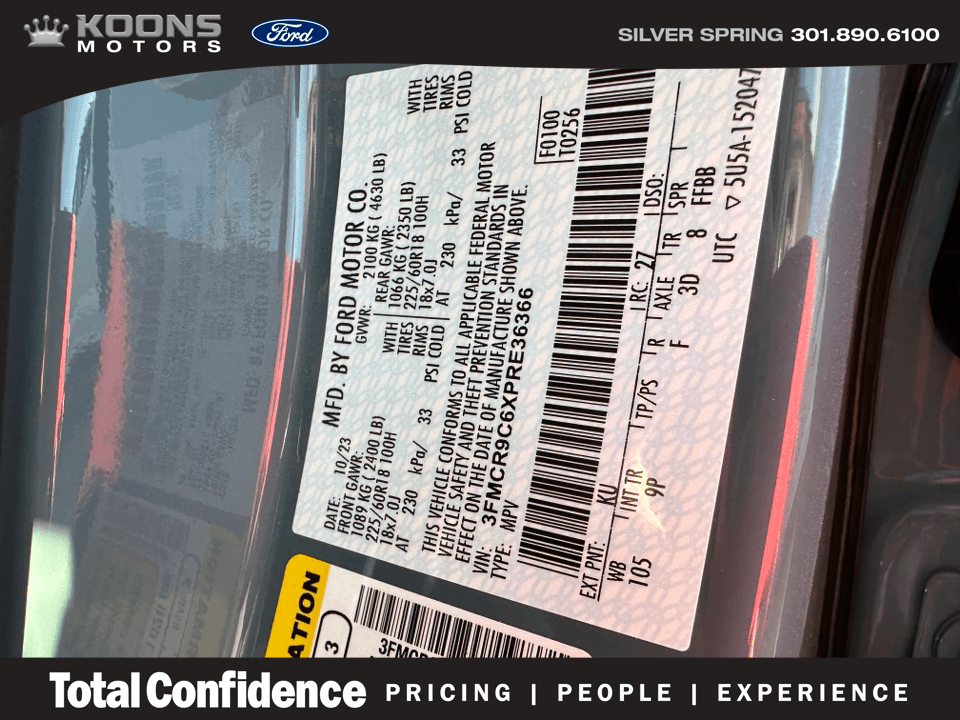 KOONS
MOTORS
Ford
SILVER SPRING 301.890.6100
MFD. BY FORD MOTOR CO.
DATE: 10/23 GVWR: 2100 KG ( 4630 LB)
FRONT GAWR: REAR GAWR:
1089 KG ( 2400 LB) WITH 1066 KG ( 2350 LB) WITH
225/60R18 100H TIRES 225/60R18 100H TIRES
18x7.0J RIMS 18x7.0J RIMS
AT 230 kPa/ 33 PSI COLD AT 230 kPa/ 33 PSI COLD
THIS VEHICLE CONFORMS TO ALL APPLICABLE FEDERAL MOTOR
VEHICLE SAFETY AND THEFT PREVENTION STANDARDS IN
EFFECT ON THE DATE OF MANUFACTURE SHOWN ABOVE.
VIN: 3FMCR9C6XPRE36366
TYPE: MPV
F0100
T0256
EXT PNT: KU RC: 27 DSO:
WB INT TR TP/PS R AXLE TR SPR
105 9P F 3D 8 FFBB
UTC ▽ 5U5A-152047
ATION
3
Total Confidence PRICING | PEOPLE | EXPERIENCE